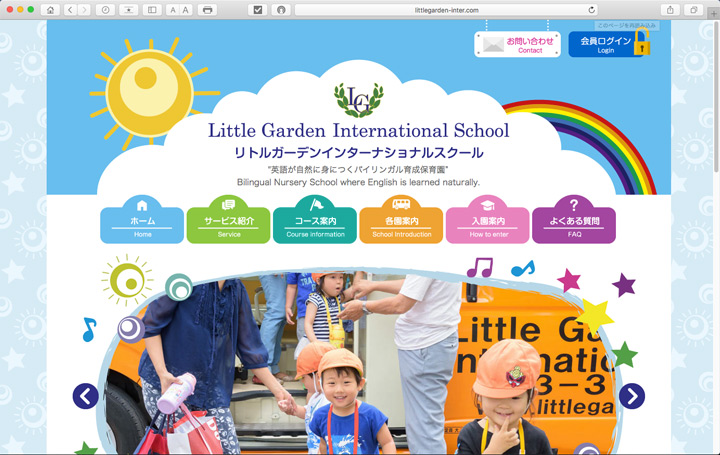 littlegarden-inter.com
A A
このページを再読み込み
お問い合わせ
Contact
会員ログイン
Login
LG
Little Garden International School
リトルガーデンインターナショナルスクール
“英語が自然に身につくバイリンガル育成保育園”
Bilingual Nursery School where English is learned naturally.
ホーム
Home
サービス紹介
Service
コース案内
Course information
各園案内
School Introduction
入園案内
How to enter
よくある質問
FAQ
Little Ga
nternatio
3-3
w.littlega